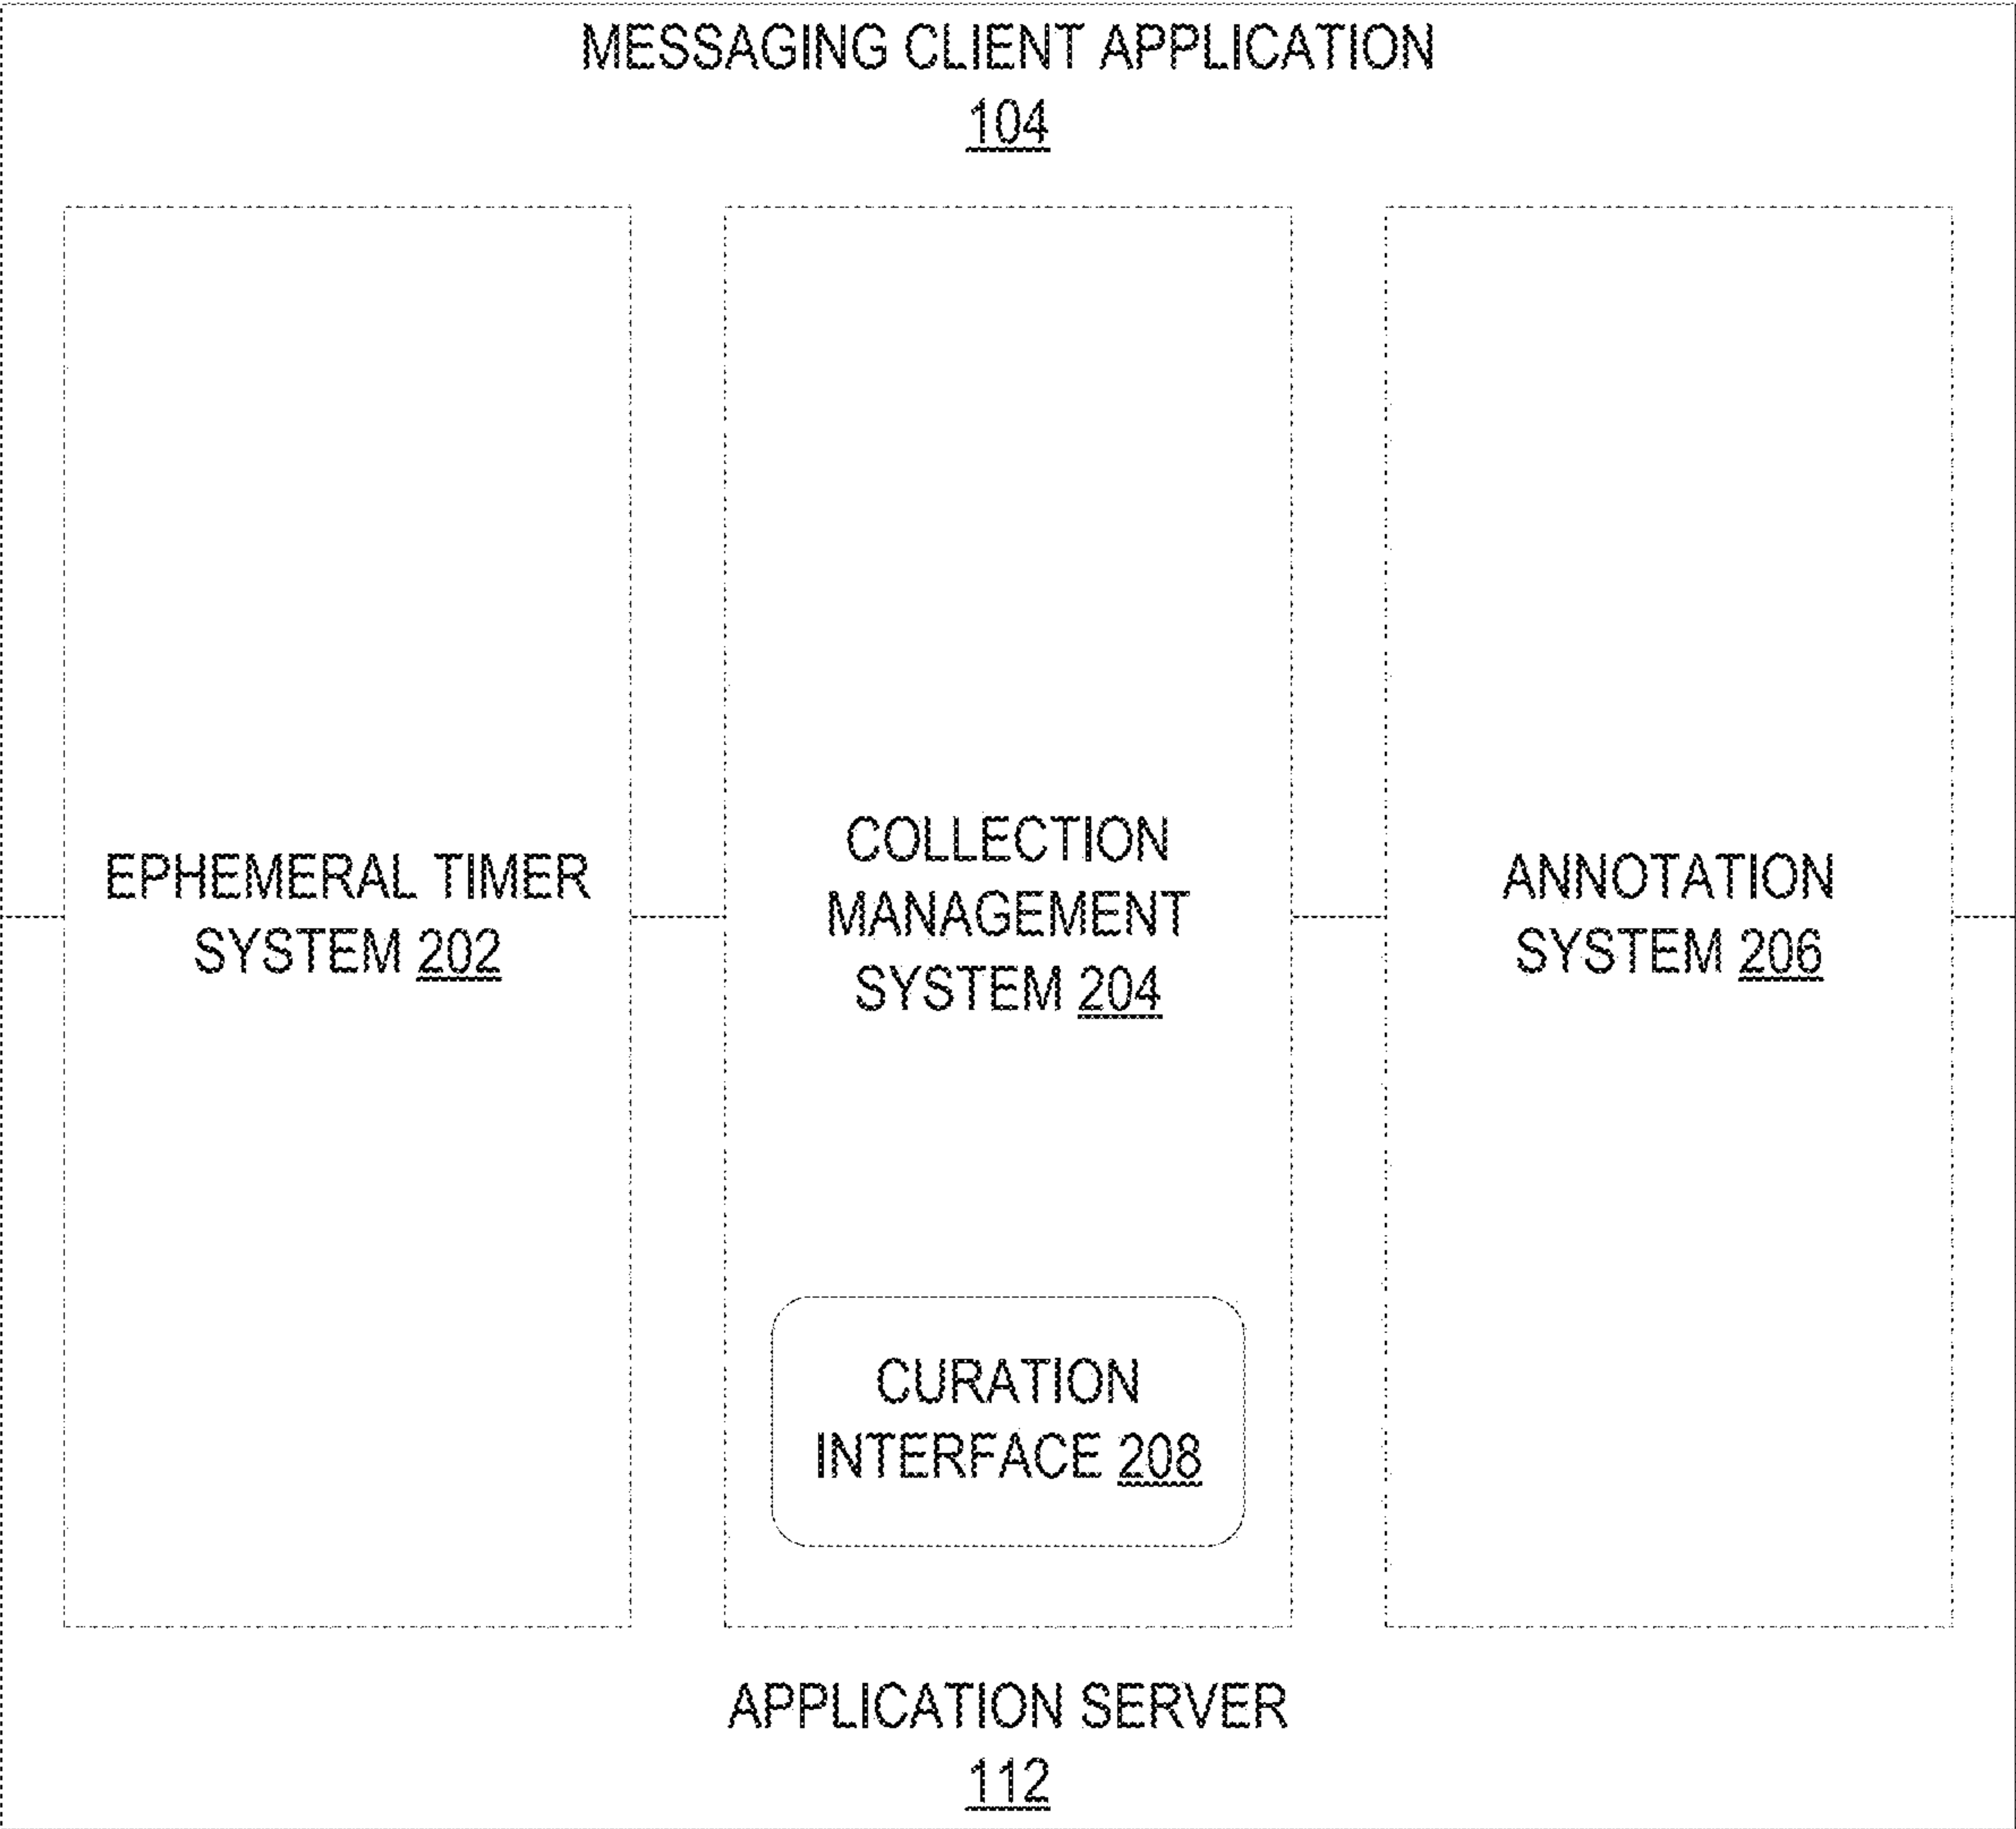 MESSAGING CLIENT APPLICATION
104
EPHEMERAL TIMER
SYSTEM 202
COLLECTION
MANAGEMENT
SYSTEM 204
CURATION
INTERFACE 208
ANNOTATION
SYSTEM 206
APPLICATION SERVER
112